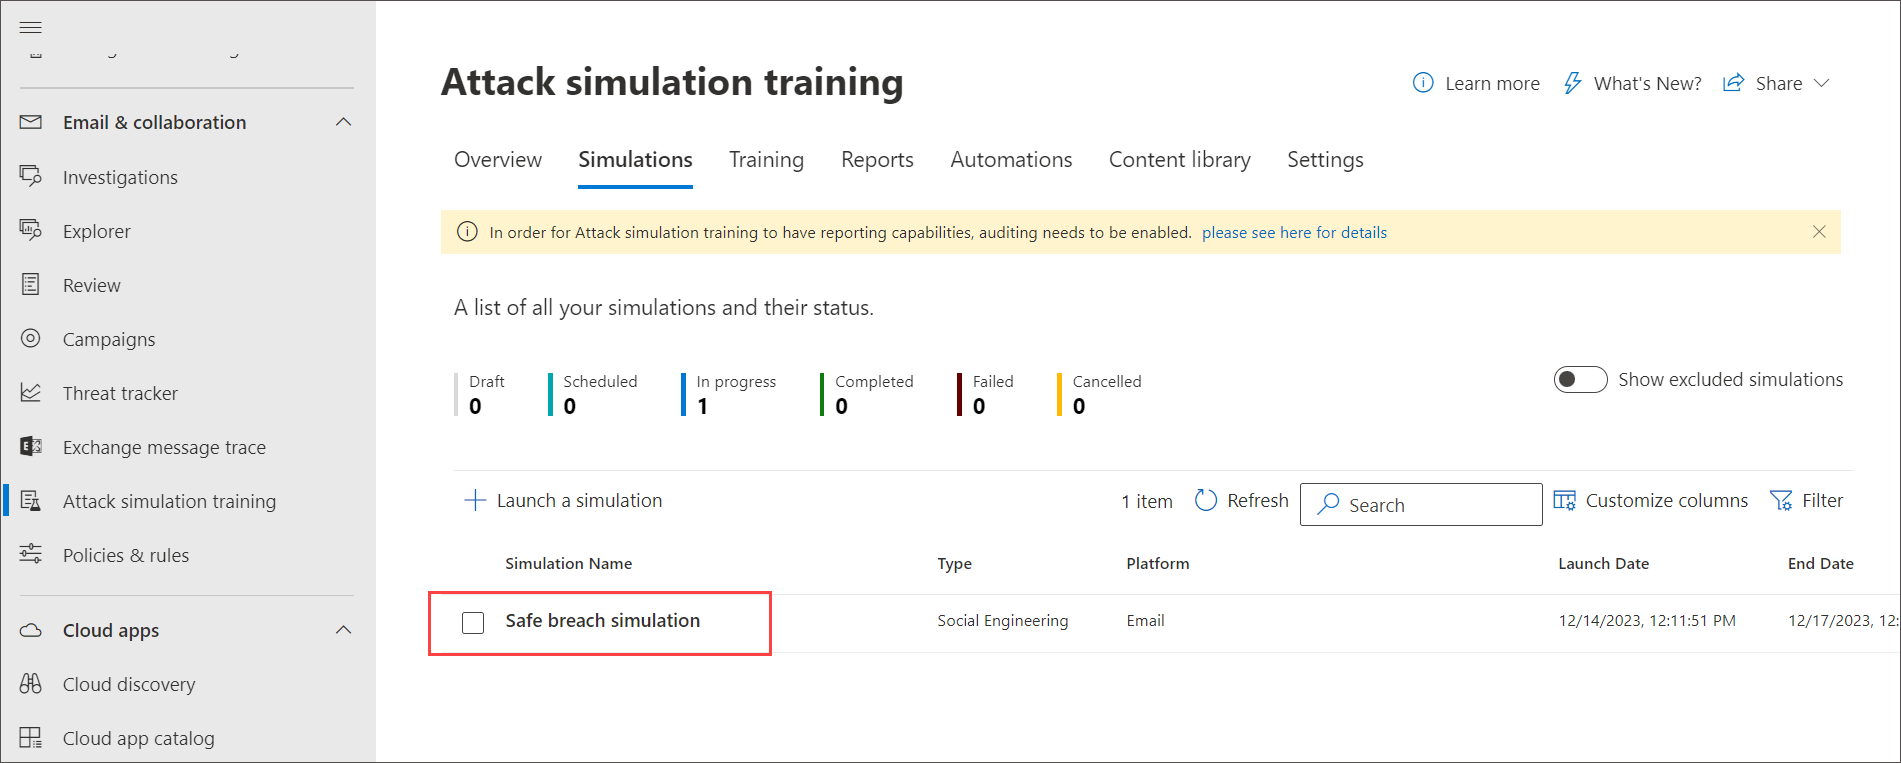 Email & collaboration
Investigations
Explorer
Review
Campaigns
Threat tracker
Exchange message trace
Attack simulation training
Policies & rules
Cloud apps
Cloud discovery
Cloud app catalog
Attack simulation training
Learn more
What's New?
Share
Overview
Simulations
Training
Reports
Automations
Content library
Settings
In order for Attack simulation training to have reporting capabilities, auditing needs to be enabled. please see here for details
A list of all your simulations and their status.
Draft
0
Scheduled
0
In progress
1
Completed
0
Failed
0
Cancelled
0
Show excluded simulations
Launch a simulation
1 item
Refresh
Search
Customize columns
Filter
Simulation Name
Type
Platform
Launch Date
End Date
Safe breach simulation
Social Engineering
Email
12/14/2023, 12:11:51 PM
12/17/2023, 12: